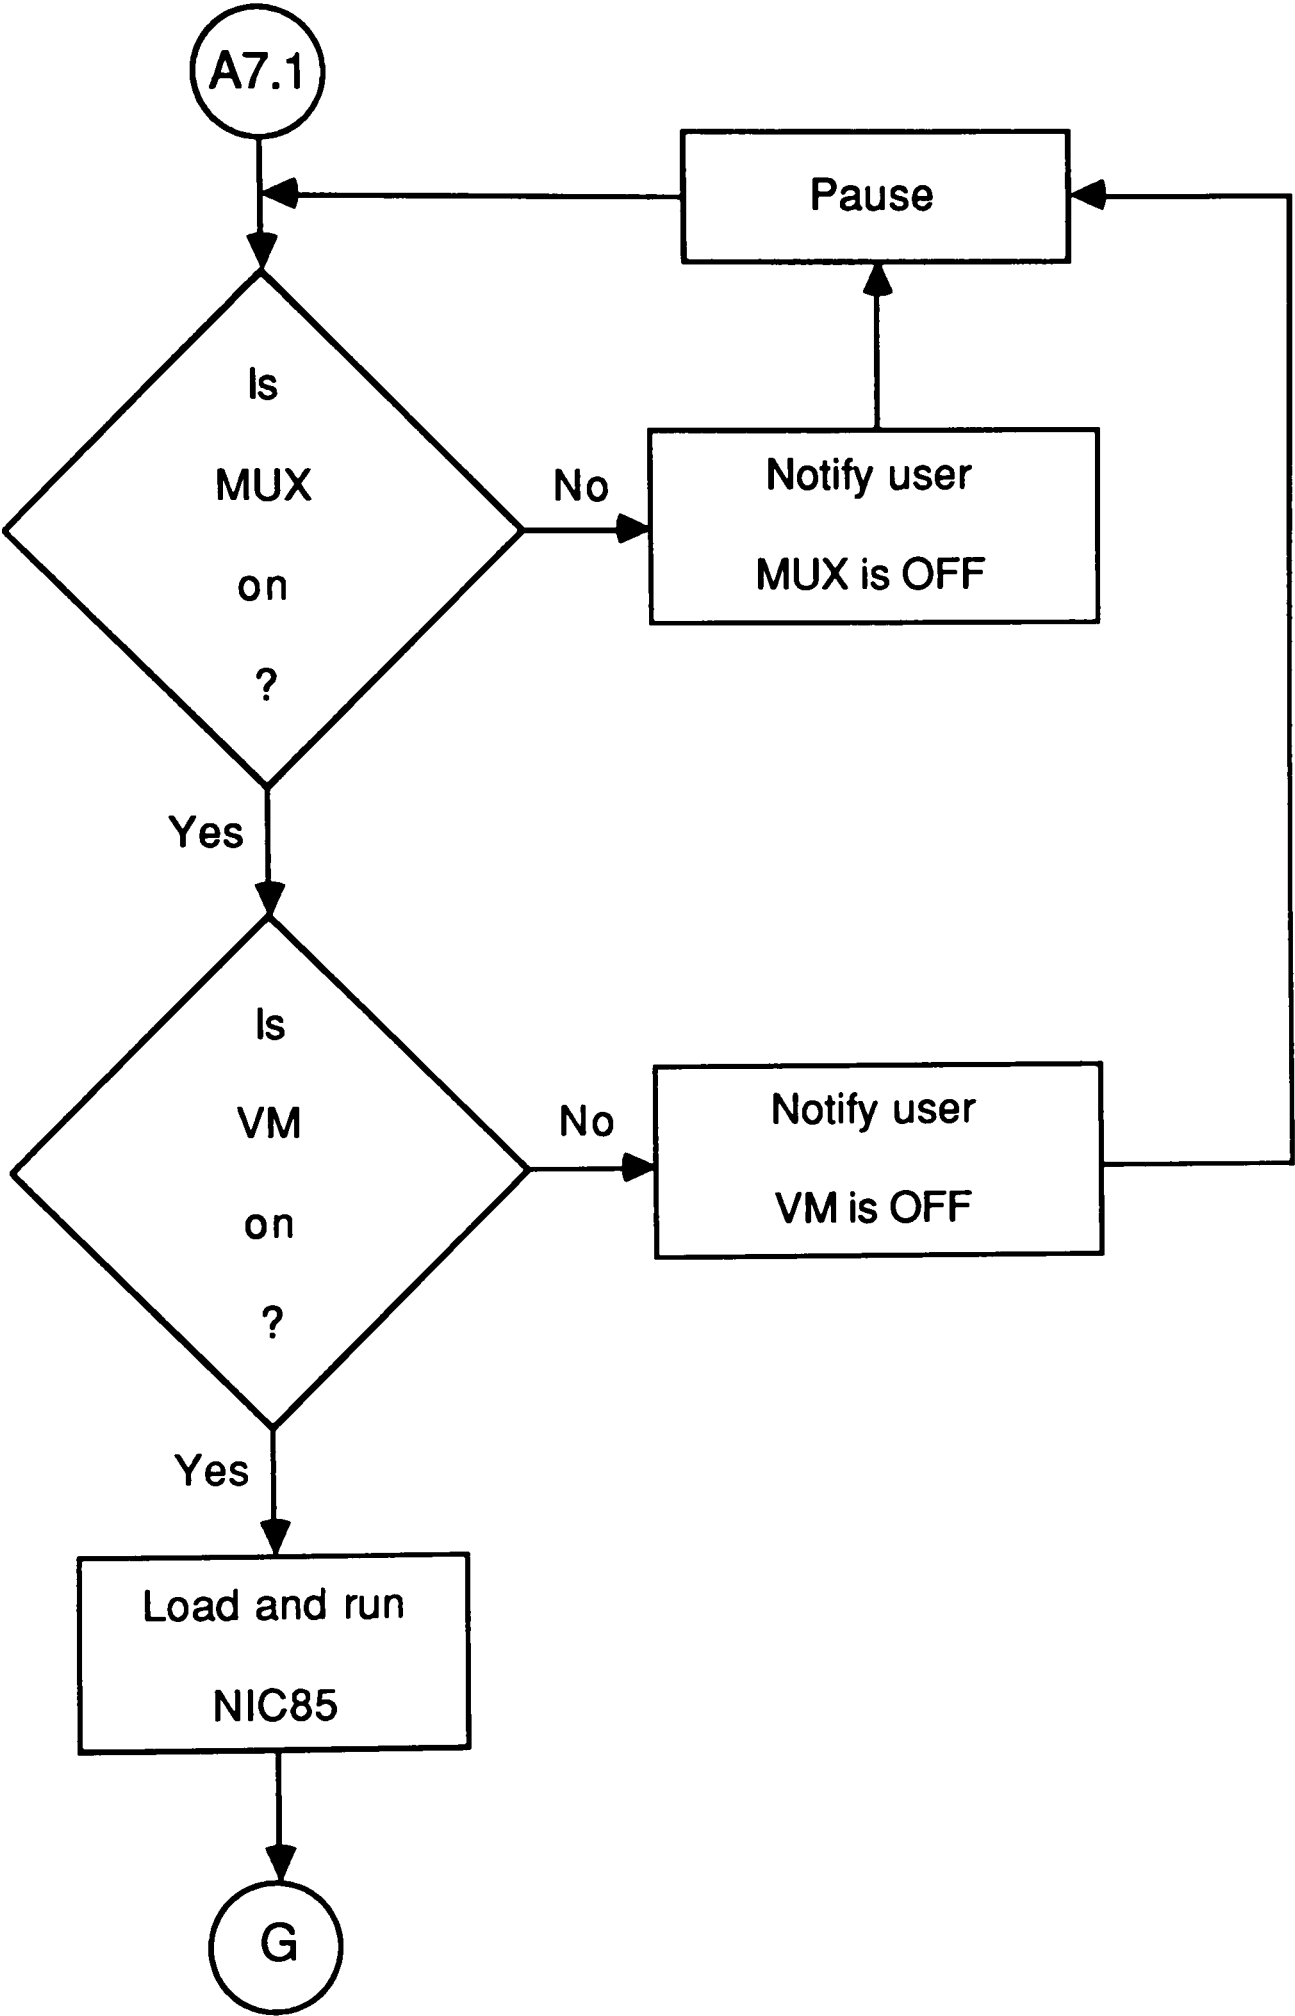 A7.1
Pause
Is
MUX
on
?
No
Notify user
MUX is OFF
Yes
Is
VM
on
?
No
Notify user
VM is OFF
Yes
Load and run
NIC85
G